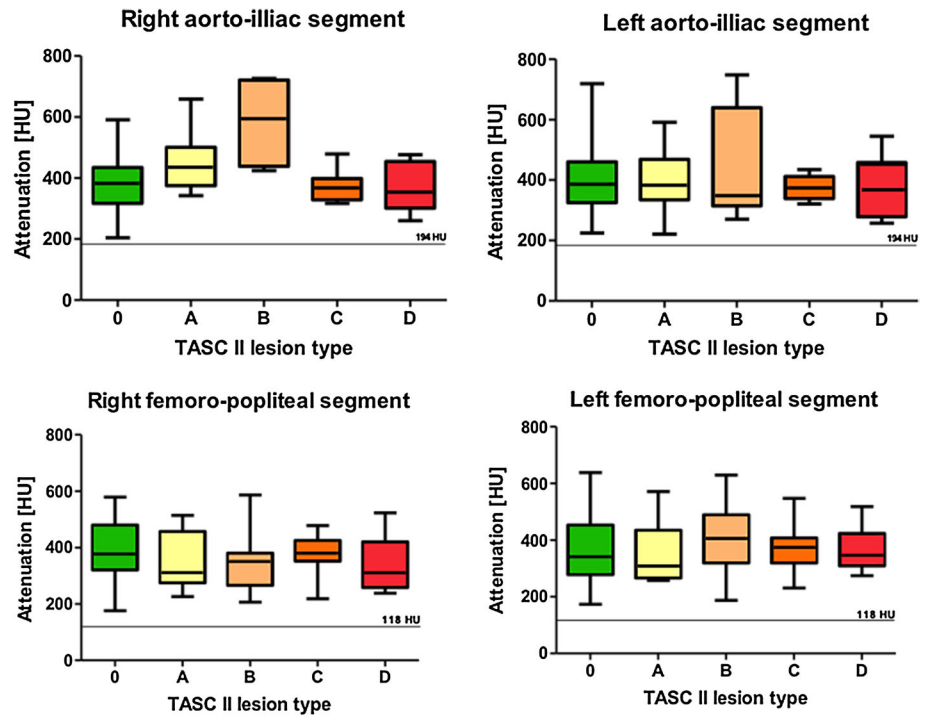 Right aorto-illiac segment
Attenuation [HU]
800
600
400
200
0
194 HU
0 A B C D
TASC II lesion type
Left aorto-illiac segment
Attenuation [HU]
800
600
400
200
0
194 HU
0 A B C D
TASC II lesion type
Right femoro-popliteal segment
Attenuation [HU]
800
600
400
200
0
118 HU
0 A B C D
TASC II lesion type
Left femoro-popliteal segment
Attenuation [HU]
800
600
400
200
0
118 HU
0 A B C D
TASC II lesion type